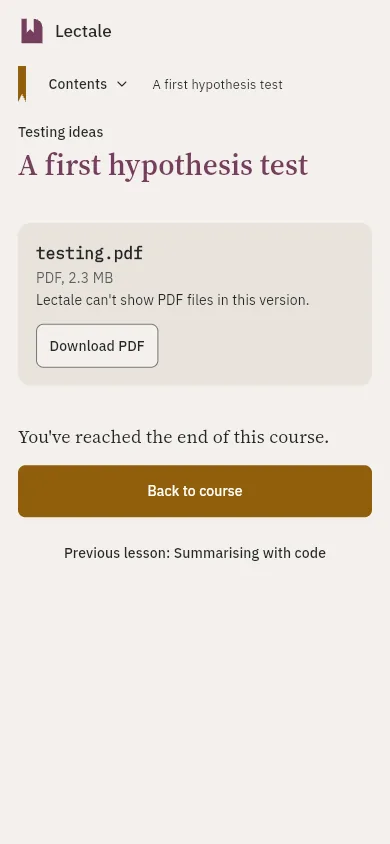 Lectale
Contents
A first hypothesis test
Testing ideas
A first hypothesis test
testing.pdf
PDF, 2.3 MB
Lectale can't show PDF files in this version.
Download PDF
You've reached the end of this course.
Back to course
Previous lesson: Summarising with code